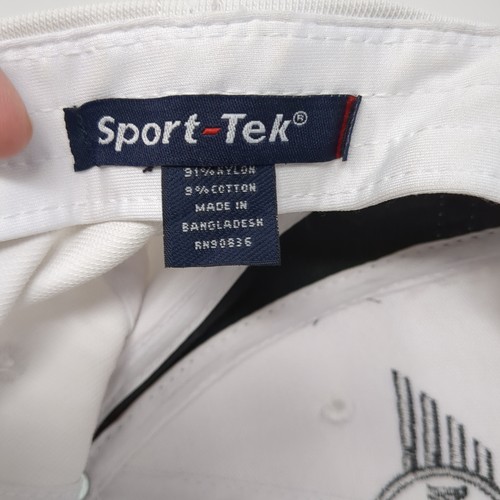 Sport-Tek®
91% NYLON
9% COTTON
MADE IN
BANGLADESH
RN90836